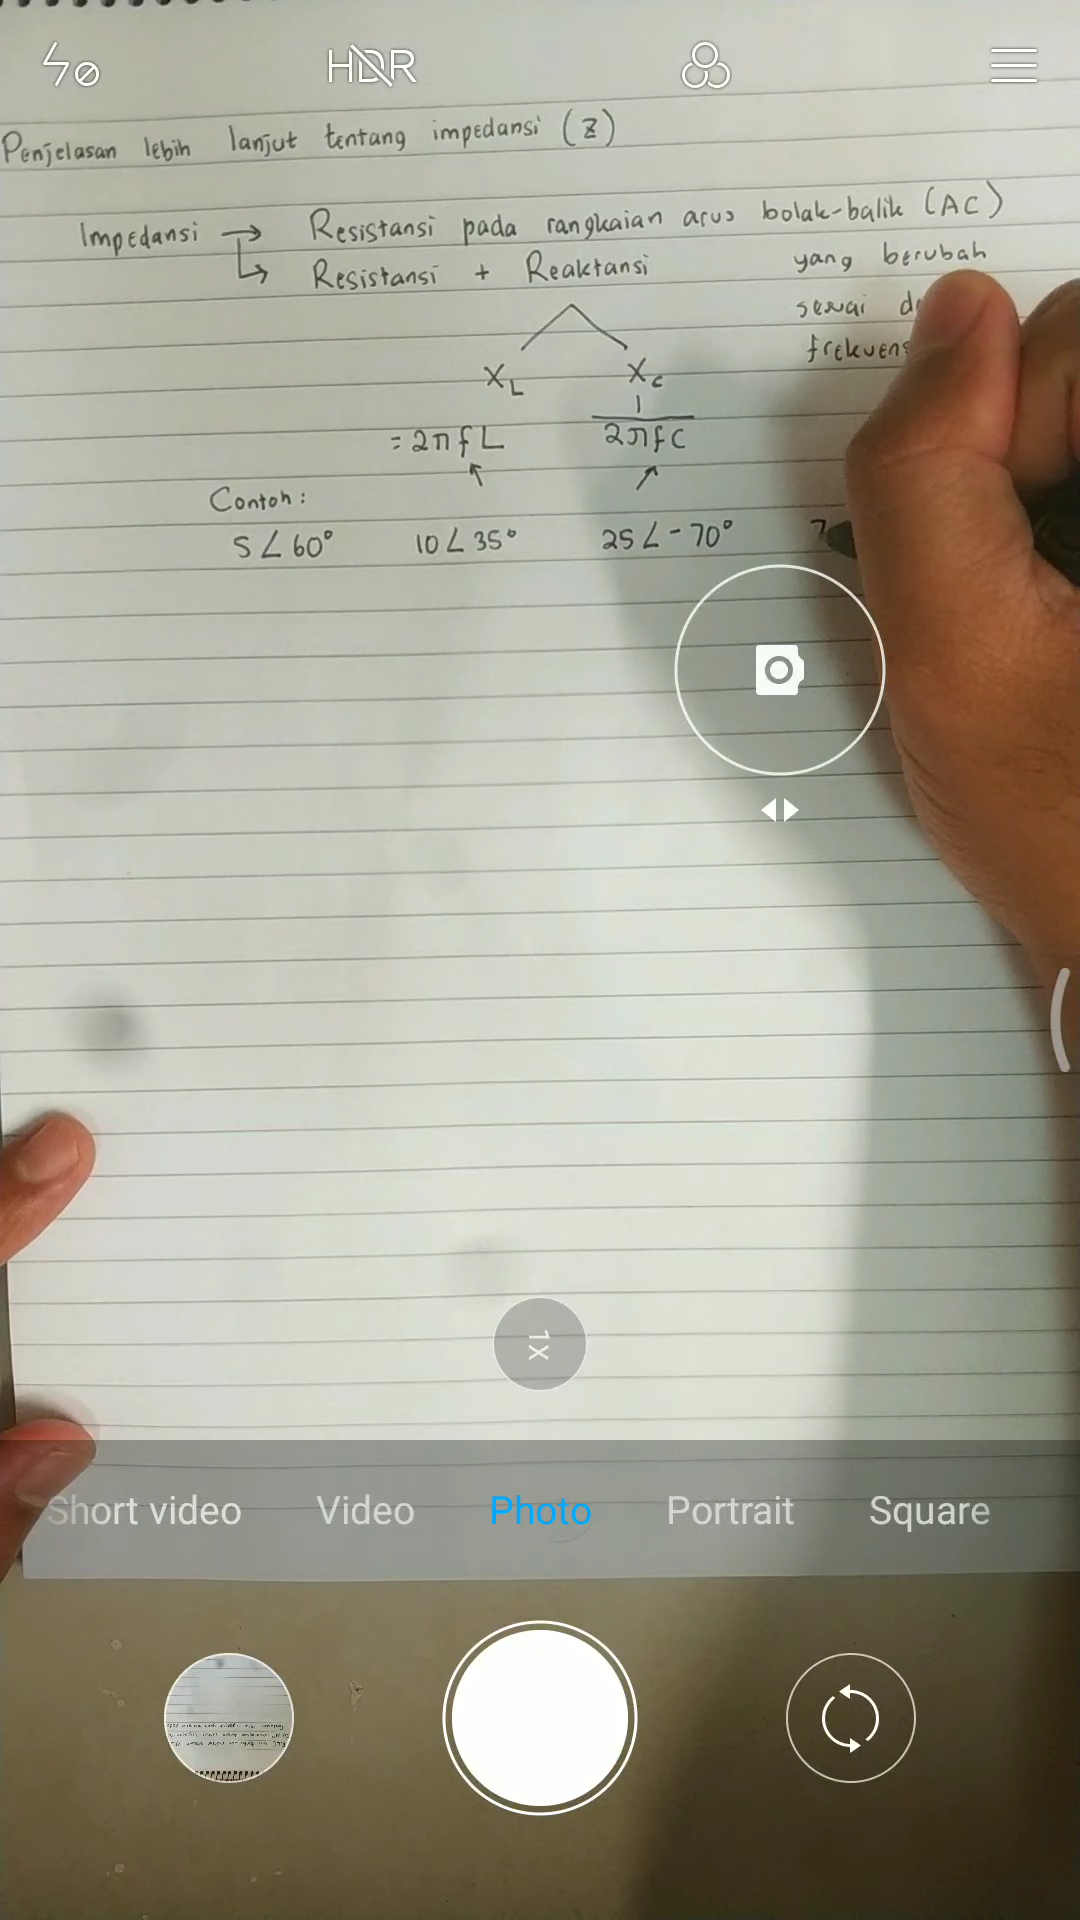 HDR
Penjelasan lebih lanjut tentang impedansi (Z)
Impedansi → Resistansi pada rangkaian arus bolak-balik (AC)
↳ Resistansi + Reaktansi yang berubah
sesuai
X_L X_C
= 2πfL 1/2πfC
Contoh:
5∠60° 10∠35° 25∠-70° 7
1X
Short video Video Photo Portrait Square